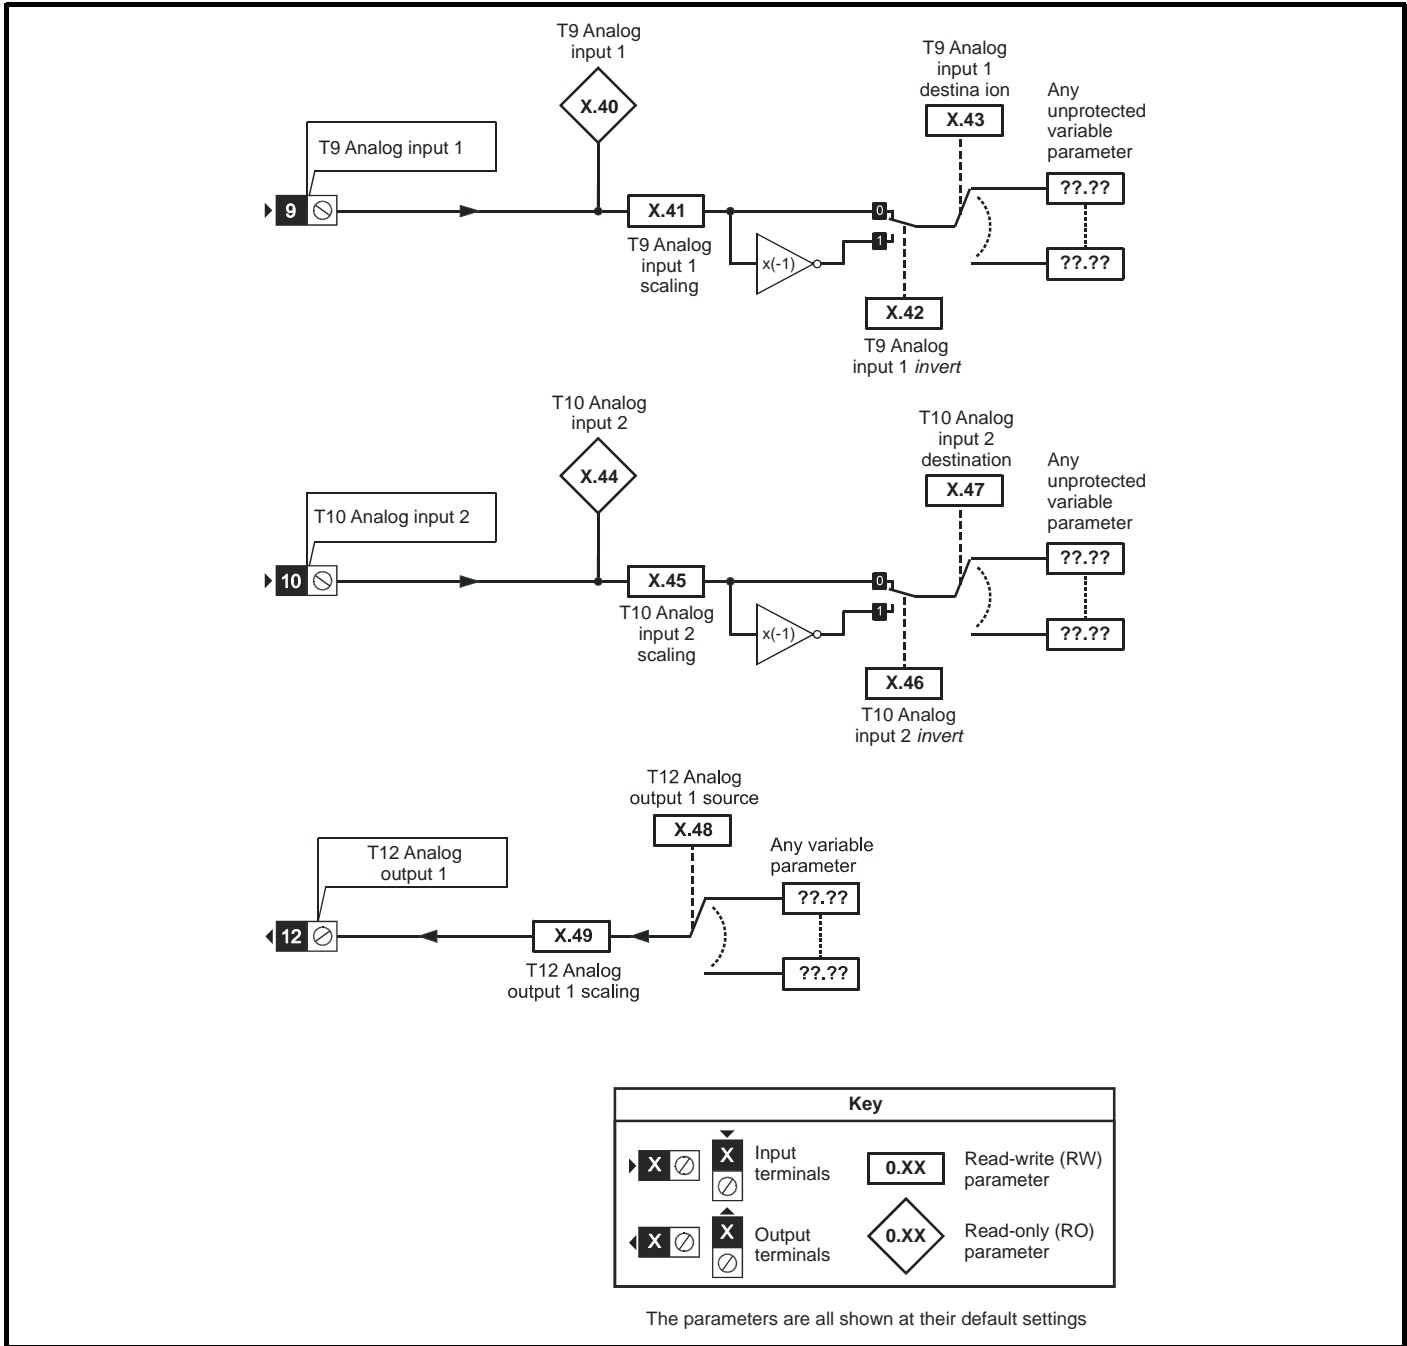 T9 Analog
input 1
X.40
T9 Analog input 1
9
X.41
T9 Analog
input 1
scaling
x(-1)
0
1
X.42
T9 Analog
input 1 invert
T9 Analog
input 1
destina ion
X.43
Any
unprotected
variable
parameter
??.??
??.??
T10 Analog
input 2
X.44
T10 Analog input 2
10
X.45
T10 Analog
input 2
scaling
x(-1)
0
1
X.46
T10 Analog
input 2 invert
T10 Analog
input 2
destination
X.47
Any
unprotected
variable
parameter
??.??
??.??
T12 Analog
output 1 source
X.48
Any variable
parameter
??.??
??.??
T12 Analog
output 1
12
X.49
T12 Analog
output 1 scaling
Key
X
X
Input
terminals
0.XX
Read-write (RW)
parameter
X
X
Output
terminals
0.XX
Read-only (RO)
parameter
The parameters are all shown at their default settings